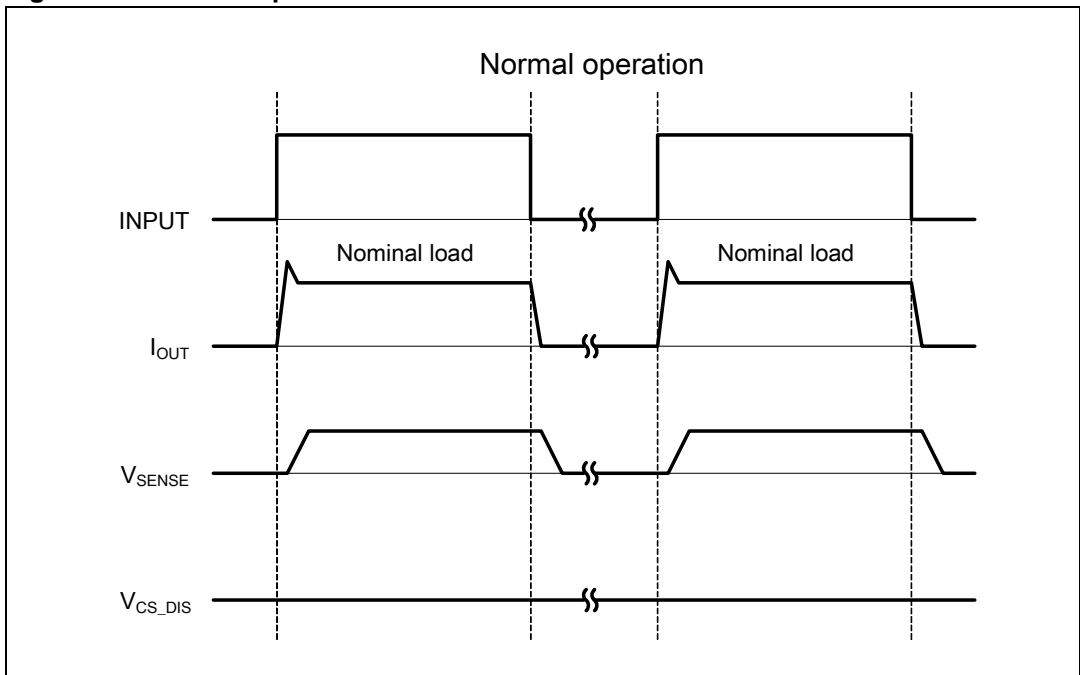 Normal operation
INPUT
Nominal load
Nominal load
IOUT
VSENSE
VCS_DIS